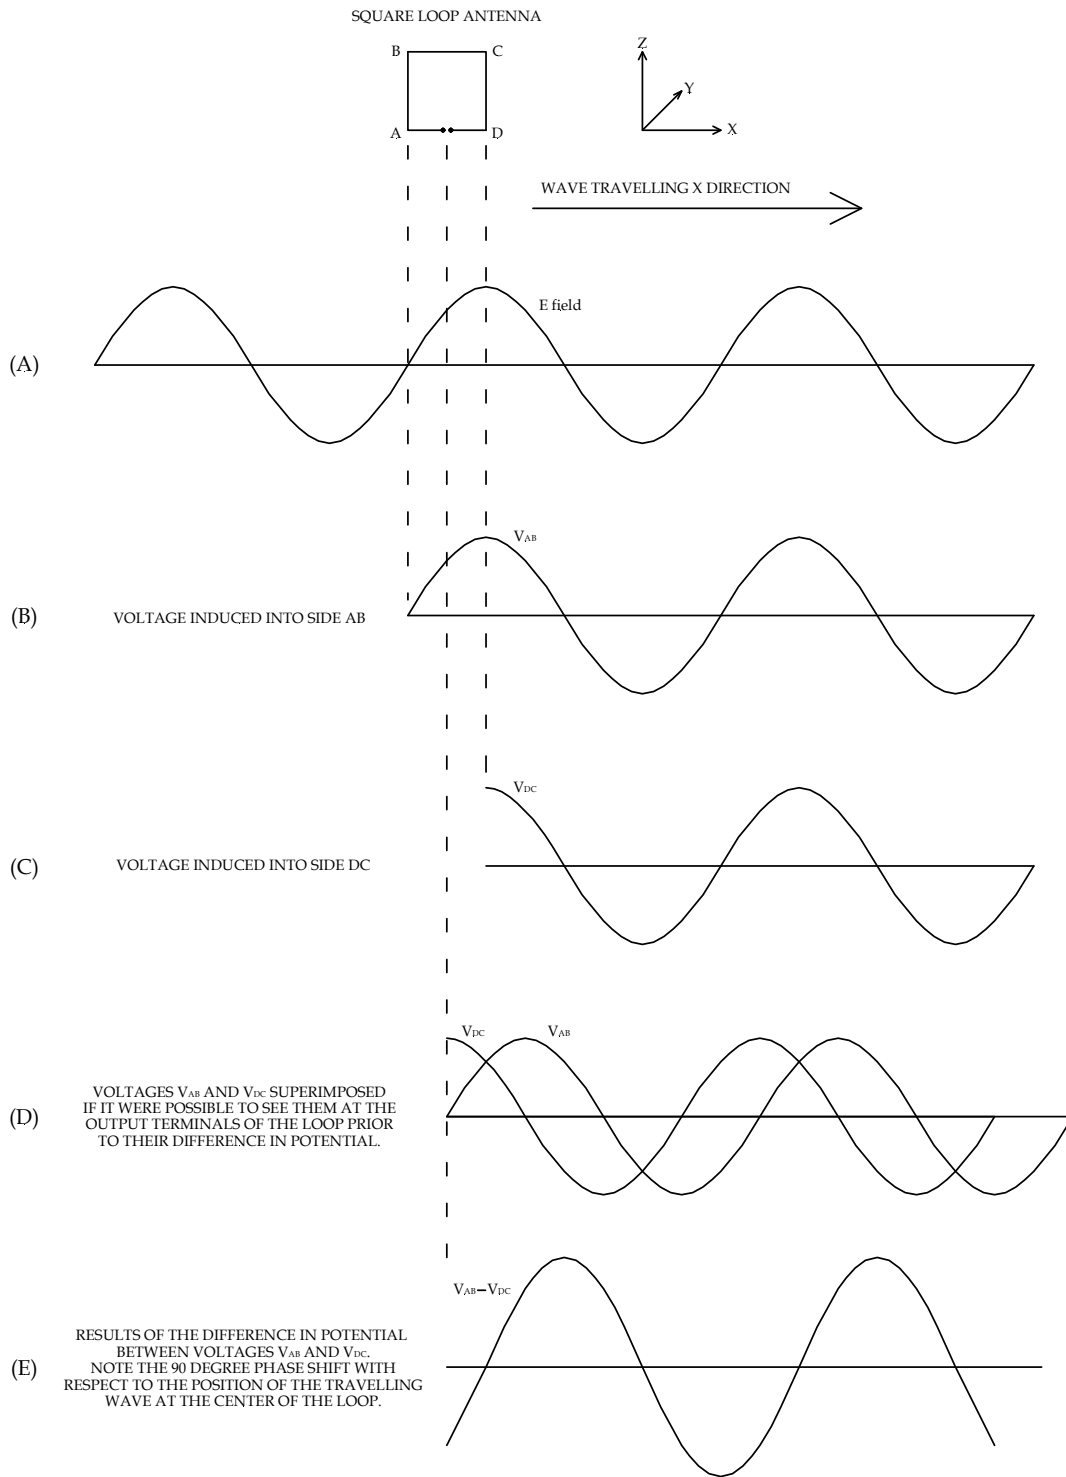 SQUARE LOOP ANTENNA
B
C
A
D
Z
Y
X
WAVE TRAVELLING X DIRECTION
E field
(A)
VAB
(B)
VOLTAGE INDUCED INTO SIDE AB
VDC
(C)
VOLTAGE INDUCED INTO SIDE DC
VDC
VAB
(D)
VOLTAGES VAB AND VDC SUPERIMPOSED
IF IT WERE POSSIBLE TO SEE THEM AT THE
OUTPUT TERMINALS OF THE LOOP PRIOR
TO THEIR DIFFERENCE IN POTENTIAL.
VAB–VDC
(E)
RESULTS OF THE DIFFERENCE IN POTENTIAL
BETWEEN VOLTAGES VAB AND VDC.
NOTE THE 90 DEGREE PHASE SHIFT WITH
RESPECT TO THE POSITION OF THE TRAVELLING
WAVE AT THE CENTER OF THE LOOP.